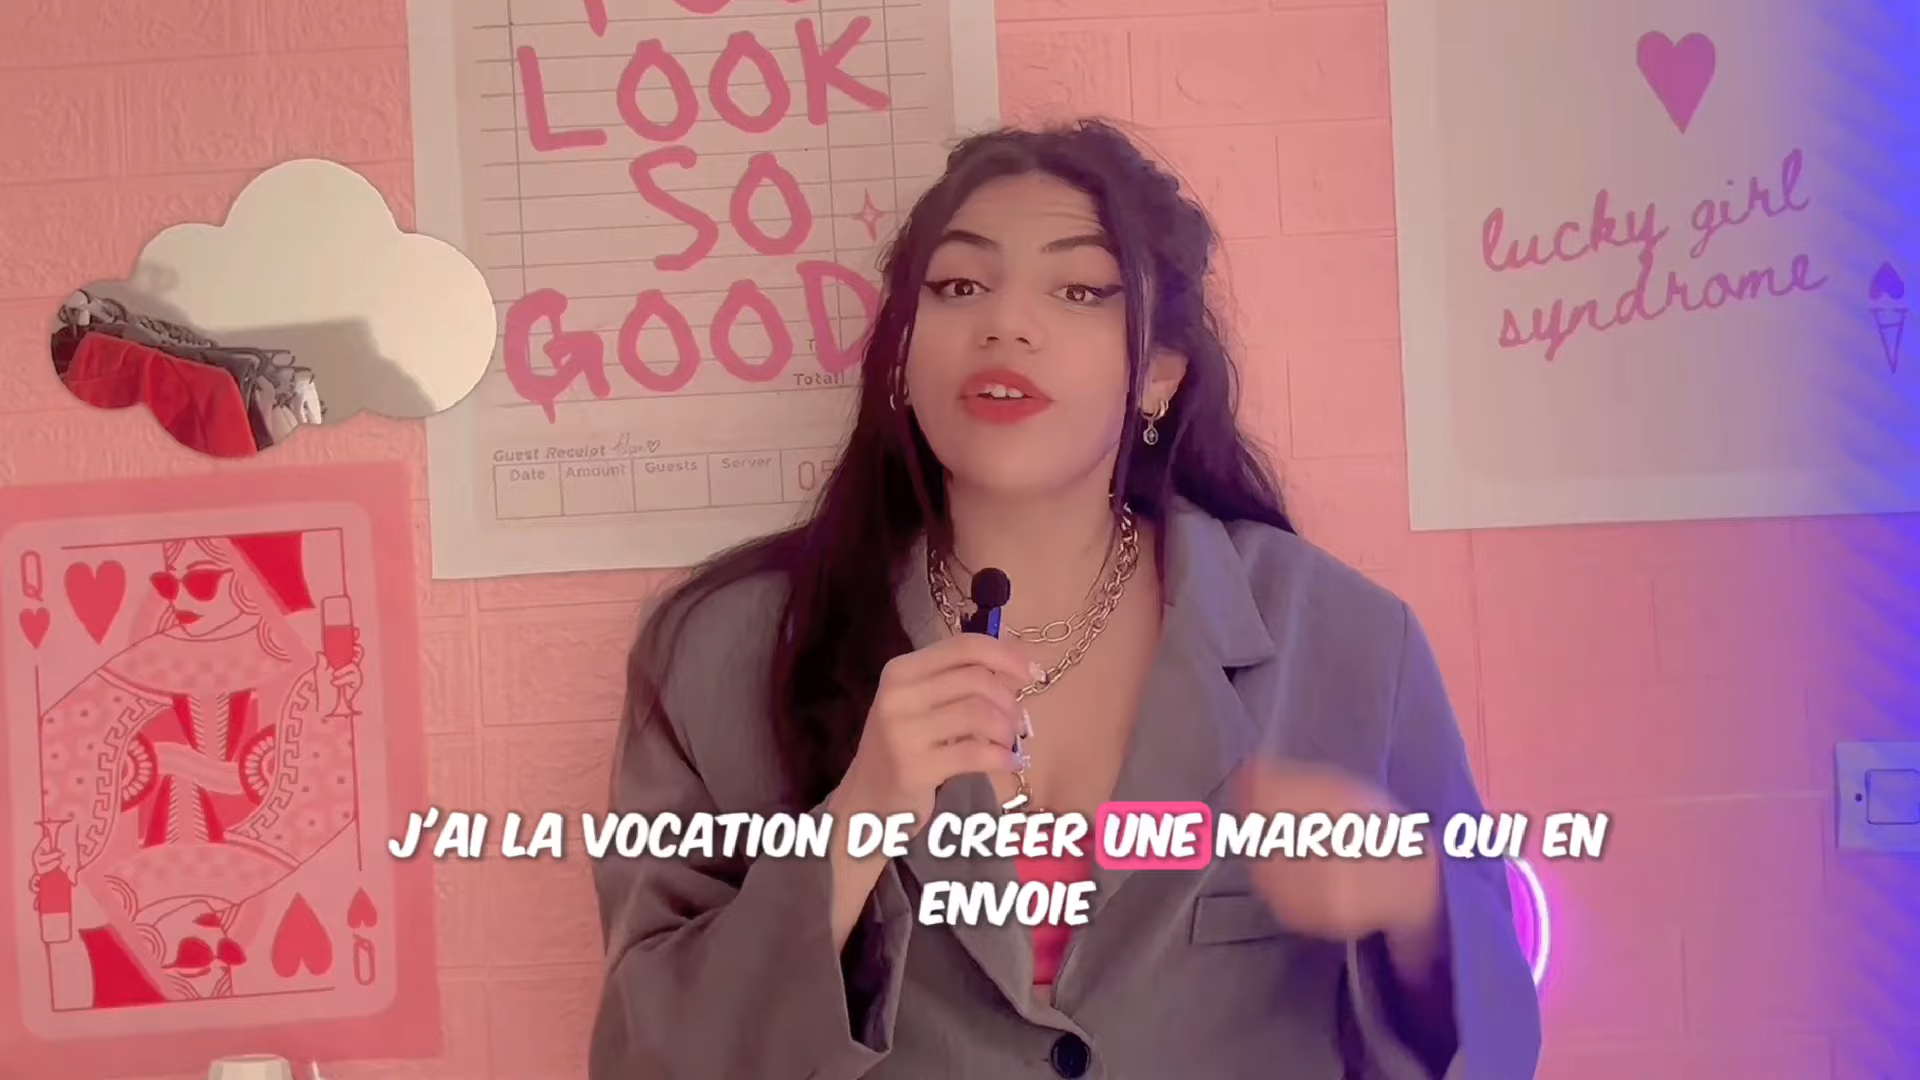 LOOK
SO
GOOD
Total
Guest Receipt
Date Amount Guests Server
lucky girl
syndrome
Q
Q
J'AI LA VOCATION DE CRÉER UNE MARQUE QUI EN
ENVOIE